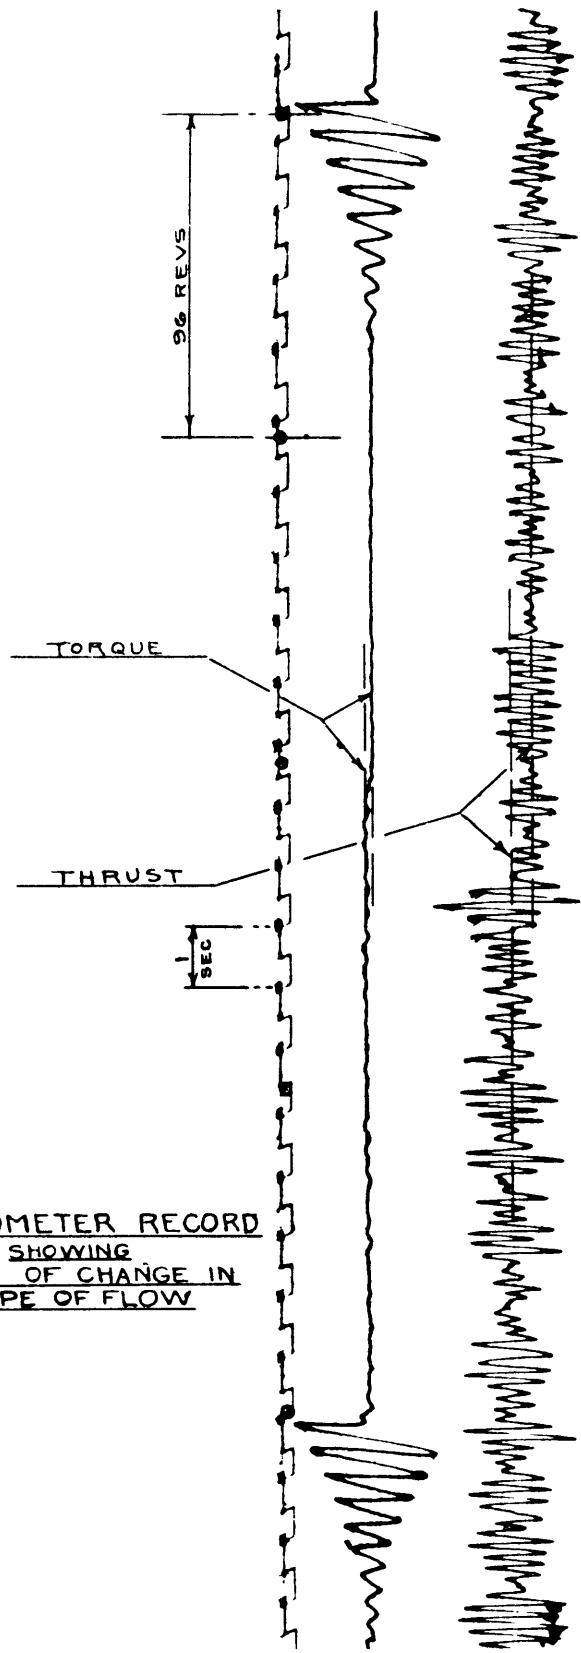 96 REVS
TORQUE
THRUST
1
SEC
OMETER RECORD
SHOWING
OF CHANGE IN
PE OF FLOW